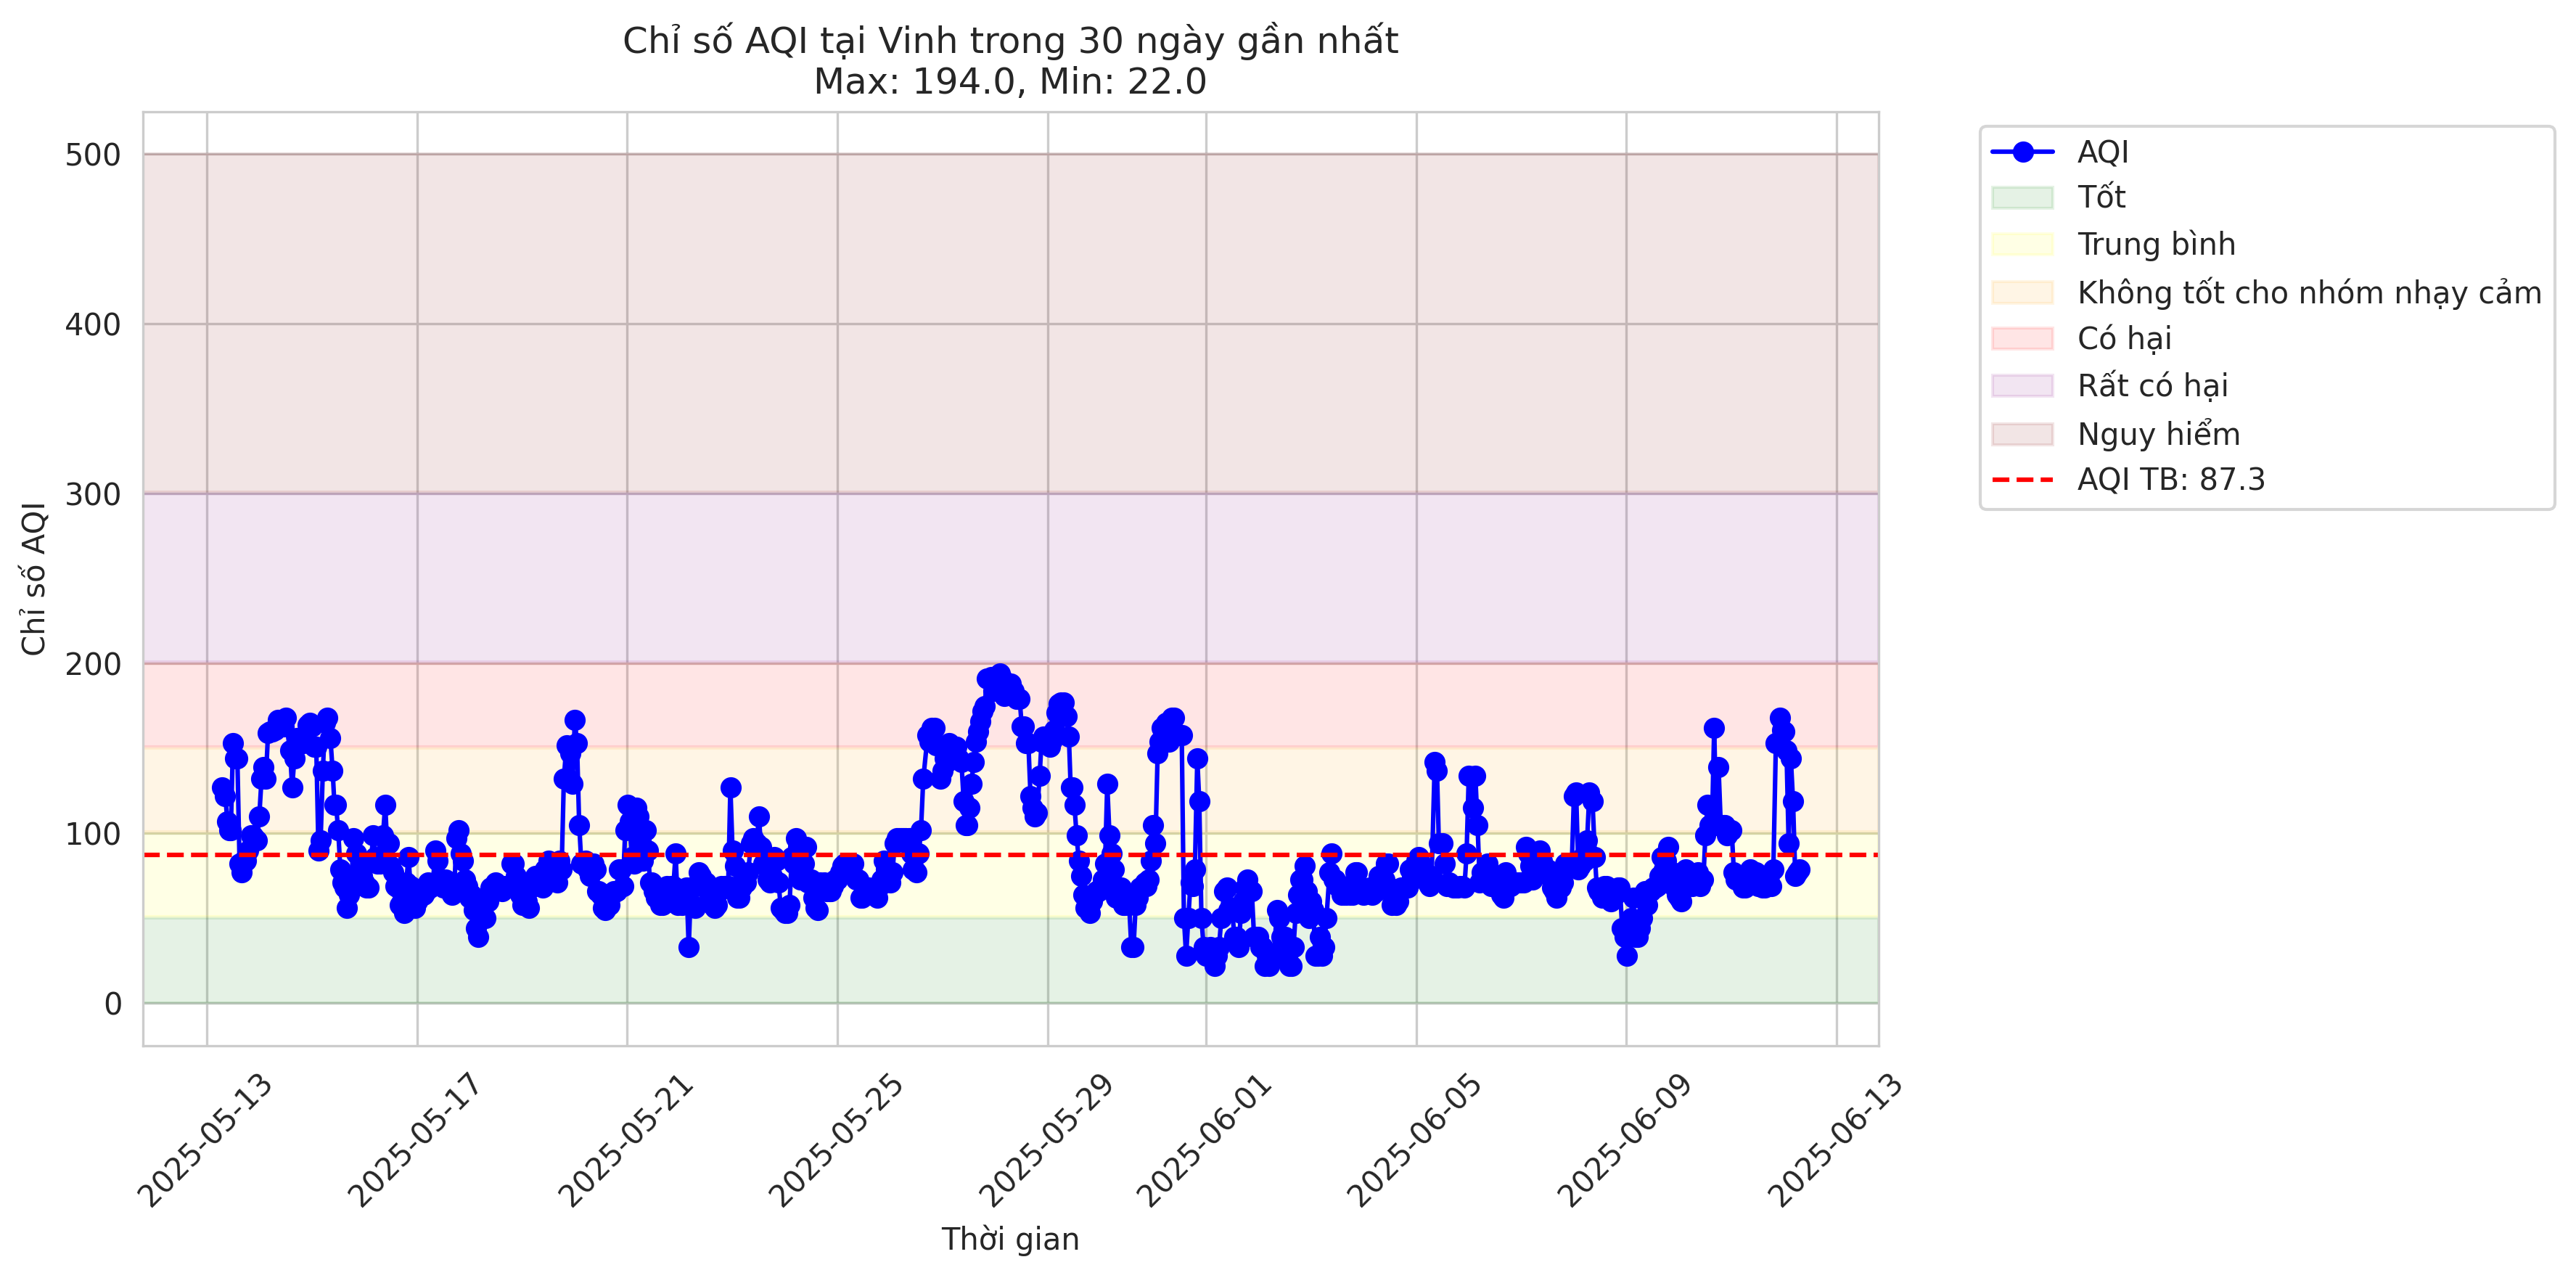 Chỉ số AQI tại Vinh trong 30 ngày gần nhất
Max: 194.0, Min: 22.0
Chỉ số AQI
500
400
300
200
100
0
2025-05-13
2025-05-17
2025-05-21
2025-05-25
2025-05-29
2025-06-01
2025-06-05
2025-06-09
2025-06-13
Thời gian
AQI
Tốt
Trung bình
Không tốt cho nhóm nhạy cảm
Có hại
Rất có hại
Nguy hiểm
AQI TB: 87.3